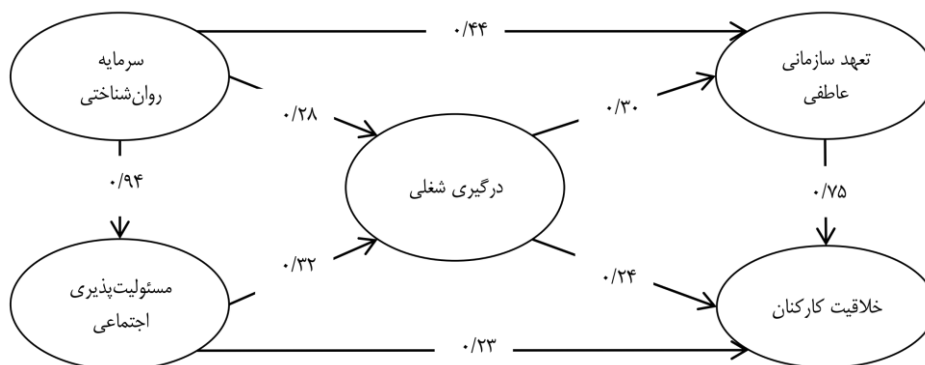 سرمایه
روان‌شناختی
۰/۴۴
تعهد سازمانی
عاطفی
۰/۲۸
۰/۳۰
۰/۹۴
درگیری شغلی
۰/۷۵
مسئولیت‌پذیری
اجتماعی
۰/۳۲
۰/۲۴
خلاقیت کارکنان
۰/۲۳